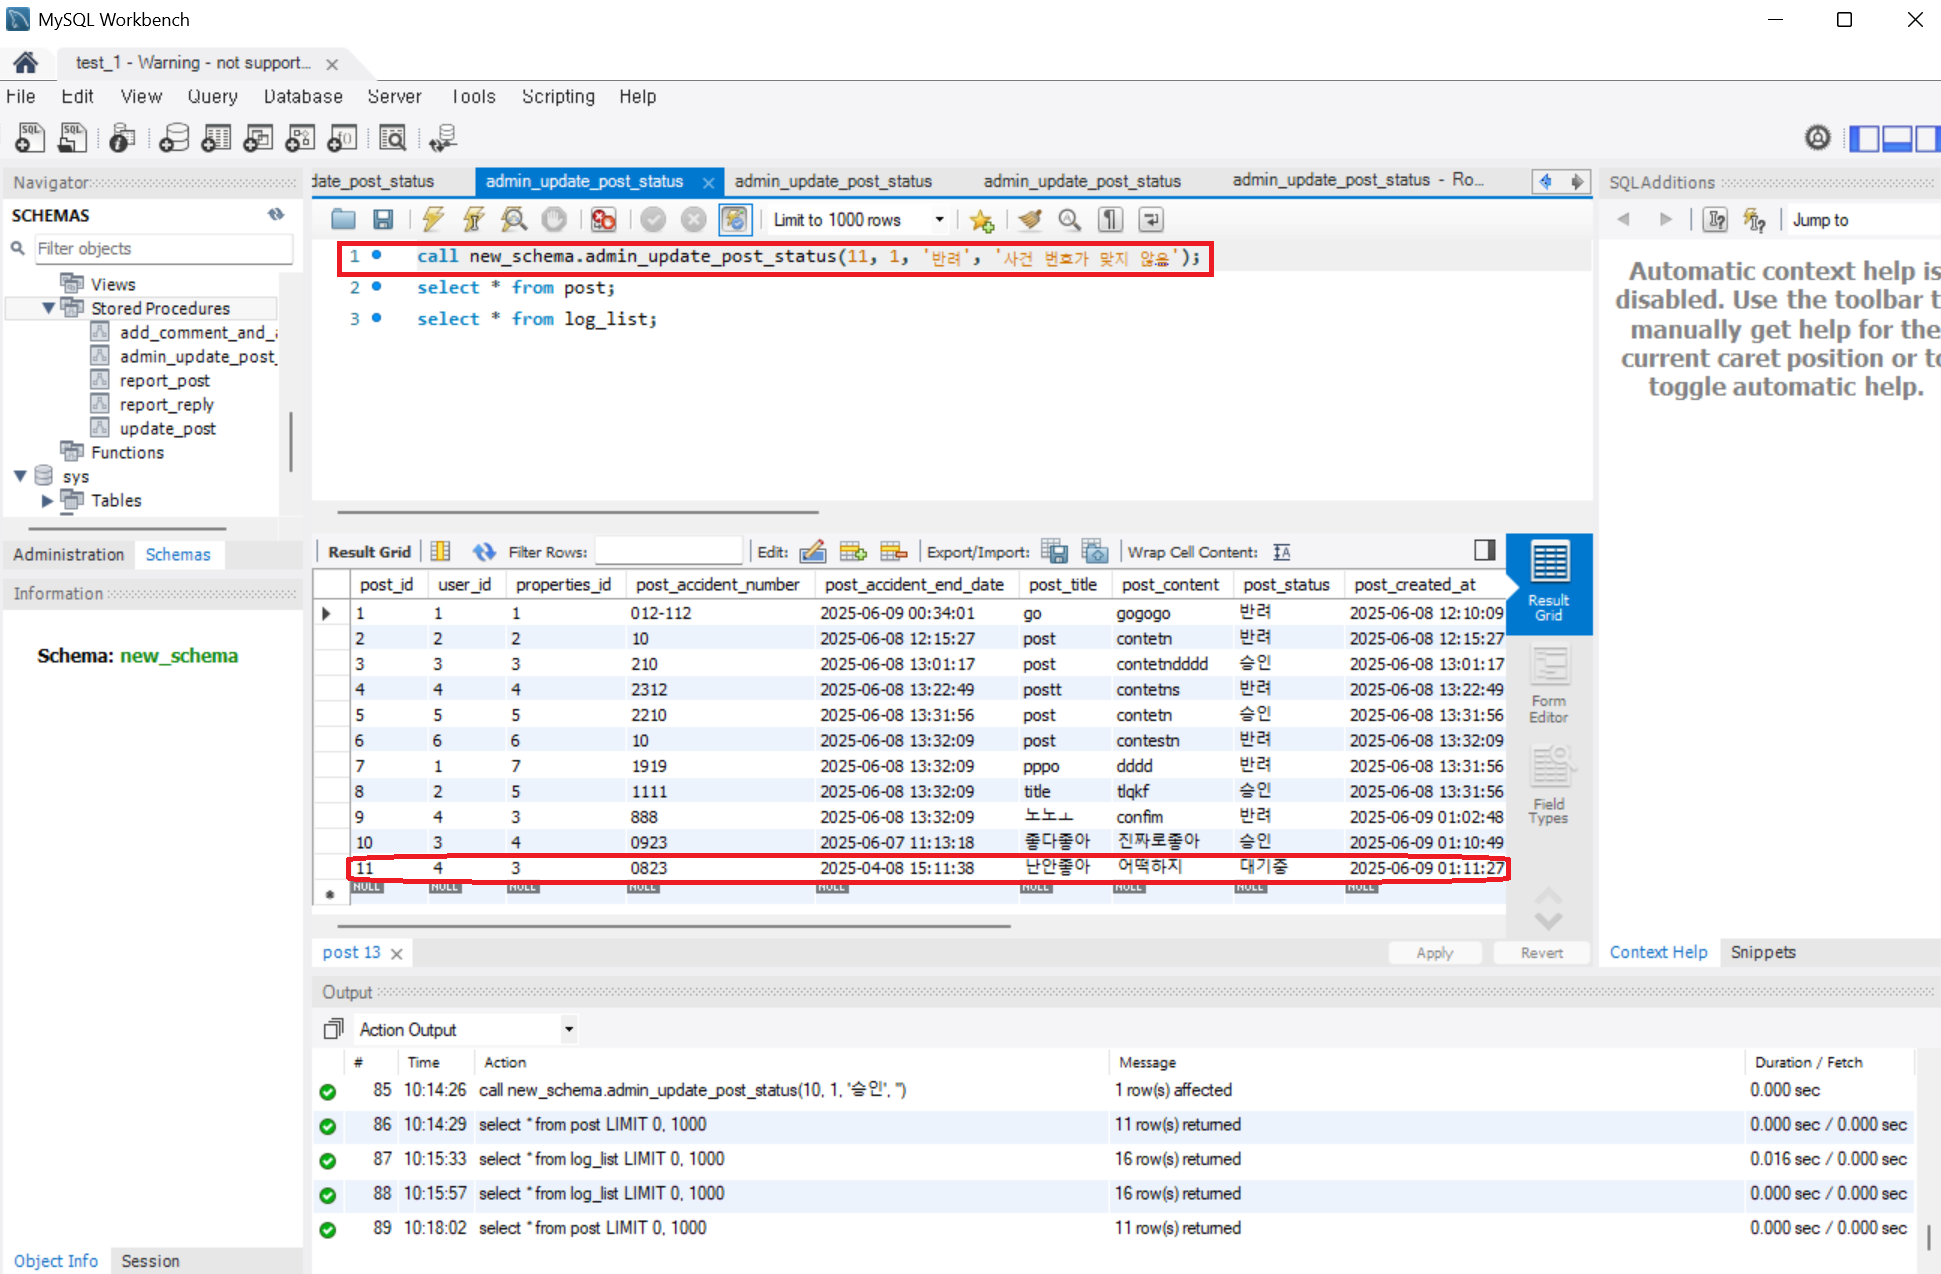 MySQL Workbench
test_1 - Warning - not support...
File Edit View Query Database Server Tools Scripting Help
Navigator
SCHEMAS
Filter objects
Views
Stored Procedures
add_comment_and_
admin_update_post_
report_post
report_reply
update_post
Functions
sys
Tables
Administration Schemas
Information
Schema: new_schema
Object Info Session
date_post_status admin_update_post_status admin_update_post_status admin_update_post_status admin_update_post_status - Ro...
Limit to 1000 rows
1 call new_schema.admin_update_post_status(11, 1, '반려', '사건 번호가 맞지 않음');
2 select * from post;
3 select * from log_list;
Result Grid Filter Rows: Edit: Export/Import: Wrap Cell Content:
post_id user_id properties_id post_accident_number post_accident_end_date post_title post_content post_status post_created_at
1 1 1 012-112 2025-06-09 00:34:01 go gogogo 반려 2025-06-08 12:10:09
2 2 2 10 2025-06-08 12:15:27 post contetn 반려 2025-06-08 12:15:27
3 3 3 210 2025-06-08 13:01:17 post contetndddd 승인 2025-06-08 13:01:17
4 4 4 2312 2025-06-08 13:22:49 postt contetns 반려 2025-06-08 13:22:49
5 5 5 2210 2025-06-08 13:31:56 post contetn 승인 2025-06-08 13:31:56
6 6 6 10 2025-06-08 13:32:09 post contestn 반려 2025-06-08 13:32:09
7 1 7 1919 2025-06-08 13:32:09 pppo dddd 반려 2025-06-08 13:31:56
8 2 5 1111 2025-06-08 13:32:09 title tlqkf 승인 2025-06-08 13:31:56
9 4 3 888 2025-06-08 13:32:09 노노ㅗ confim 반려 2025-06-09 01:02:48
10 3 4 0923 2025-06-07 11:13:18 좋다좋아 진짜로좋아 승인 2025-06-09 01:10:49
11 4 3 0823 2025-04-08 15:11:38 난안좋아 어떡하지 대기중 2025-06-09 01:11:27
NULL NULL NULL NULL NULL NULL NULL NULL NULL
Result Grid
Form Editor
Field Types
post 13
Apply Revert
SQLAdditions
Jump to
Automatic context help is
disabled. Use the toolbar t
manually get help for the
current caret position or to
toggle automatic help.
Context Help Snippets
Output
Action Output
# Time Action Message Duration / Fetch
85 10:14:26 call new_schema.admin_update_post_status(10, 1, '승인', '') 1 row(s) affected 0.000 sec
86 10:14:29 select * from post LIMIT 0, 1000 11 row(s) returned 0.000 sec / 0.000 sec
87 10:15:33 select * from log_list LIMIT 0, 1000 16 row(s) returned 0.016 sec / 0.000 sec
88 10:15:57 select * from log_list LIMIT 0, 1000 16 row(s) returned 0.000 sec / 0.000 sec
89 10:18:02 select * from post LIMIT 0, 1000 11 row(s) returned 0.000 sec / 0.000 sec